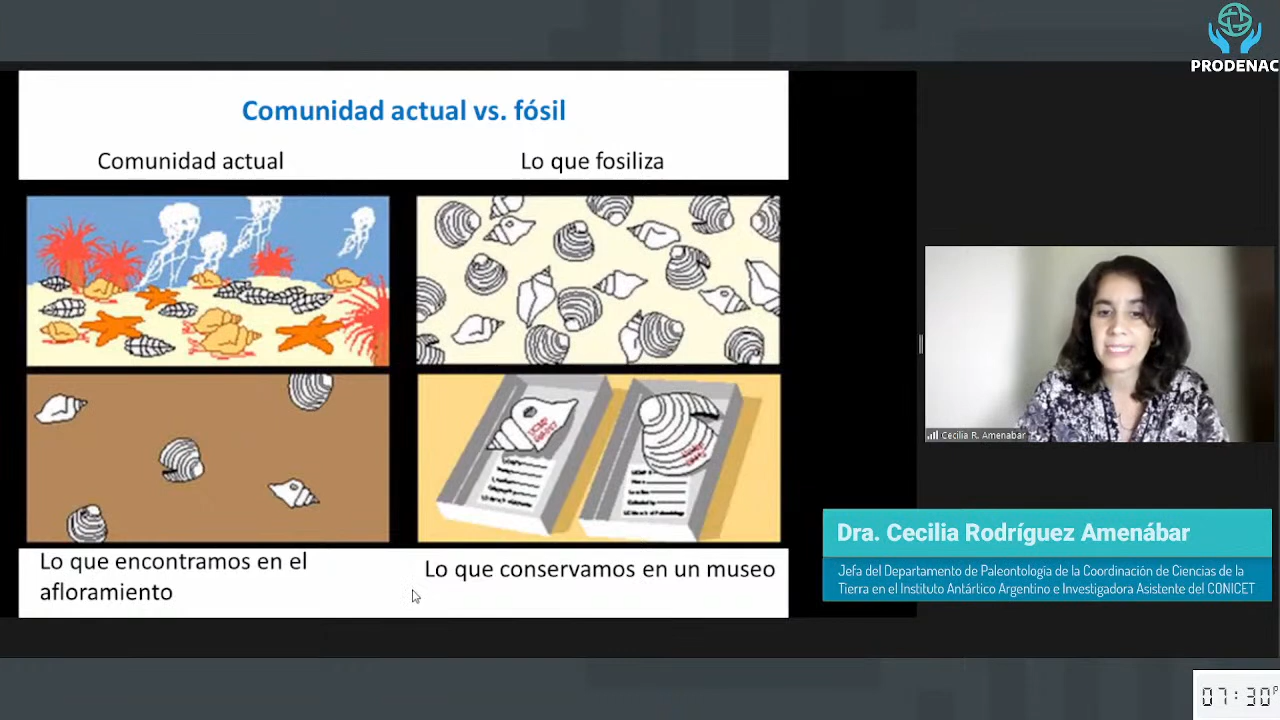 PRODENAC
Comunidad actual vs. fósil
Comunidad actual
Lo que fosiliza
Lo que encontramos en el
afloramiento
Lo que conservamos en un museo
Cecilia R. Amenabar
Dra. Cecilia Rodríguez Amenábar
Jefa del Departamento de Paleontología de la Coordinación de Ciencias de la
Tierra en el Instituto Antártico Argentino e Investigadora Asistente del CONICET
07:30P